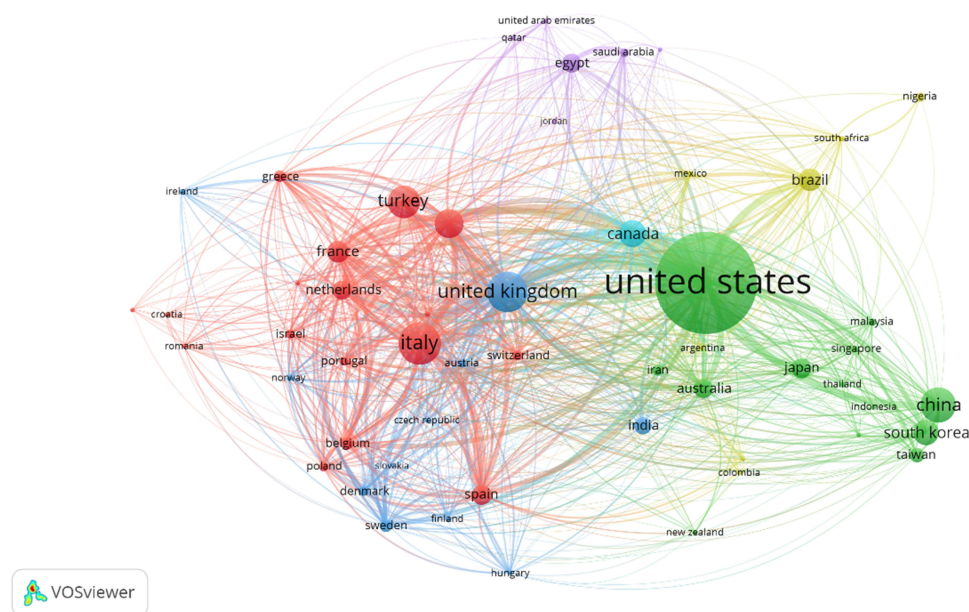 united arab emirates
qatar
saudi arabia
egypt
nigeria
jordan
south africa
mexico
greece
brazil
ireland
turkey
canada
france
united states
netherlands
united kingdom
croatia
malaysia
israel
italy
romania
argentina
singapore
switzerland
portugal
austria
iran
japan
norway
thailand
australia
china
indonesia
czech republic
india
south korea
belgium
taiwan
poland
slovakia
colombia
denmark
spain
finland
sweden
new zealand
hungary
VOSviewer